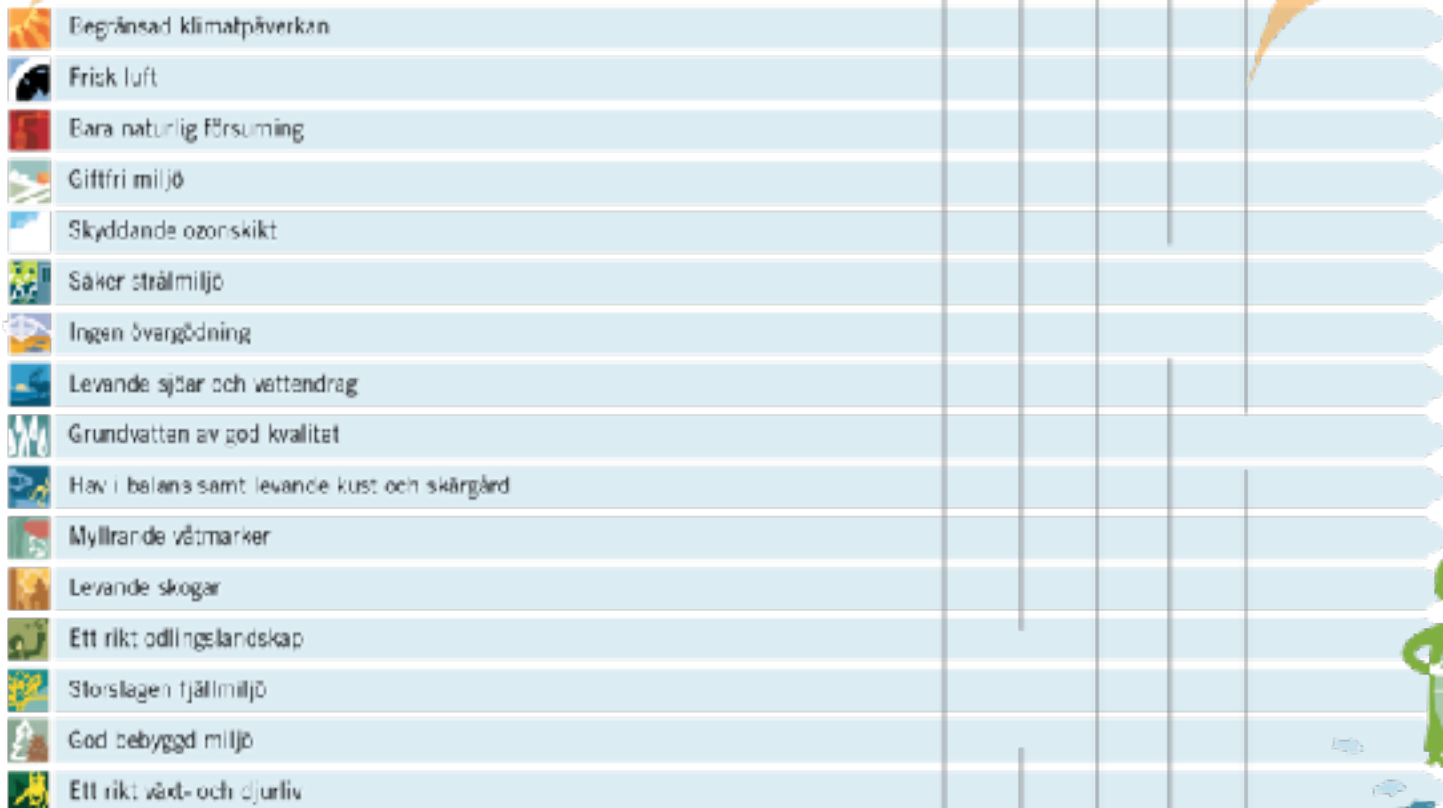 Begränsad klimatpåverkan
Frisk luft
Bara naturlig försurning
Giftfri miljö
Skyddande ozonskikt
Säker strålmiljö
Ingen övergödning
Levande sjöar och vattendrag
Grundvatten av god kvalitet
Hav i balans samt levande kust och skärgård
Myllrande våtmarker
Levande skogar
Ett rikt odlingslandskap
Storslagen fjällmiljö
God bebyggd miljö
Ett rikt växt- och djurliv